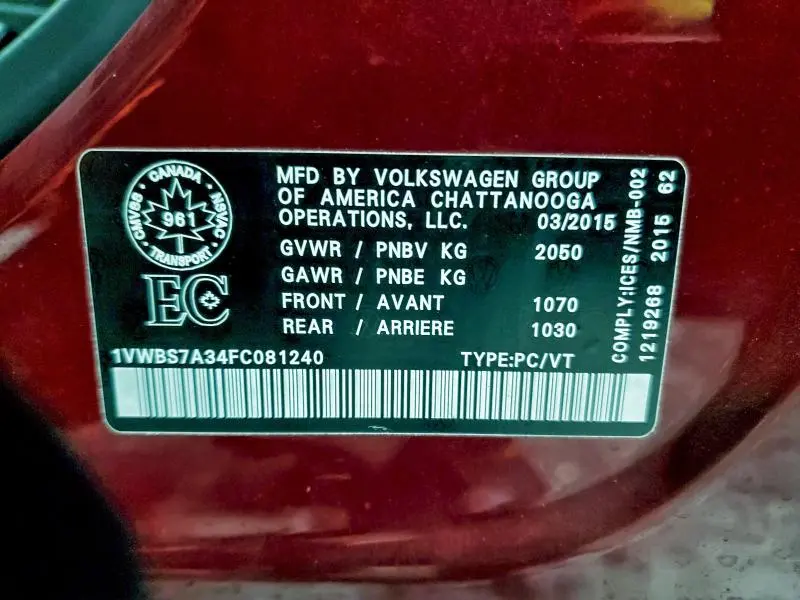 CANADA
CMVSS
961
NSVAC
TRANSPORT
EC
MFD BY VOLKSWAGEN GROUP
OF AMERICA CHATTANOOGA
OPERATIONS, LLC. 03/2015
GVWR / PNBV KG 2050
GAWR / PNBE KG
FRONT / AVANT 1070
REAR / ARRIERE 1030
1VWBS7A34FC081240 TYPE:PC/VT
COMPLY:ICES/NMB-002
1219268 2015 62